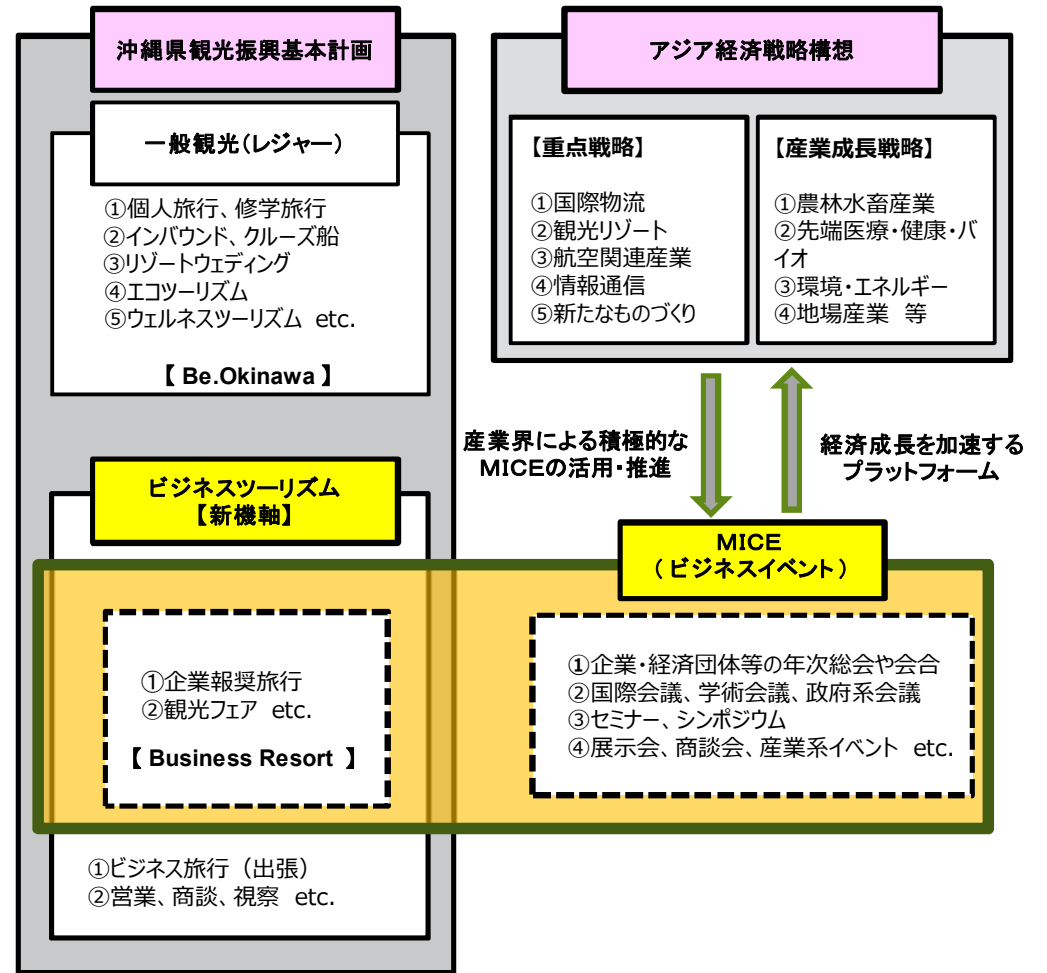 沖縄県観光振興基本計画
一般観光（レジャー）
①個人旅行、修学旅行
②インバウンド、クルーズ船
③リゾートウェディング
④エコツーリズム
⑤ウェルネスツーリズム etc.
【 Be.Okinawa 】
ビジネスツーリズム
【新機軸】
①企業報奨旅行
②観光フェア etc.
【 Business Resort 】
①ビジネス旅行（出張）
②営業、商談、視察 etc.
アジア経済戦略構想
【重点戦略】
①国際物流
②観光リゾート
③航空関連産業
④情報通信
⑤新たなものづくり
【産業成長戦略】
①農林水畜産業
②先端医療・健康・バ
イオ
③環境・エネルギー
④地場産業 等
産業界による積極的な
MICEの活用・推進
経済成長を加速する
プラットフォーム
MICE
（ビジネスイベント）
①企業・経済団体等の年次総会や会合
②国際会議、学術会議、政府系会議
③セミナー、シンポジウム
④展示会、商談会、産業系イベント etc.